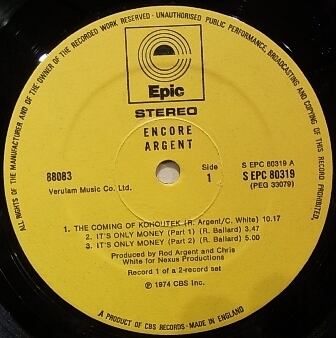 ALL RIGHTS OF THE MANUFACTURER AND OF THE OWNER OF THE RECORDED WORK RESERVED · UNAUTHORISED PUBLIC PERFORMANCE, BROADCASTING AND COPYING OF THIS RECORD PROHIBITED.
Epic
STEREO
ENCORE
ARGENT
88083
Verulam Music Co. Ltd.
Side
1
S EPC 80319 A
S EPC 80319
(PEG 33079)
1. THE COMING OF KOHOUTEK (R. Argent/C. White) 10.17
2. IT'S ONLY MONEY (Part 1) (R. Ballard) 3.47
3. IT'S ONLY MONEY (Part 2) (R. Ballard) 5.00
Produced by Rod Argent and Chris
White for Nexus Productions
Record 1 of a 2-record set
℗ 1974 CBS Inc.
A PRODUCT OF CBS RECORDS · MADE IN ENGLAND